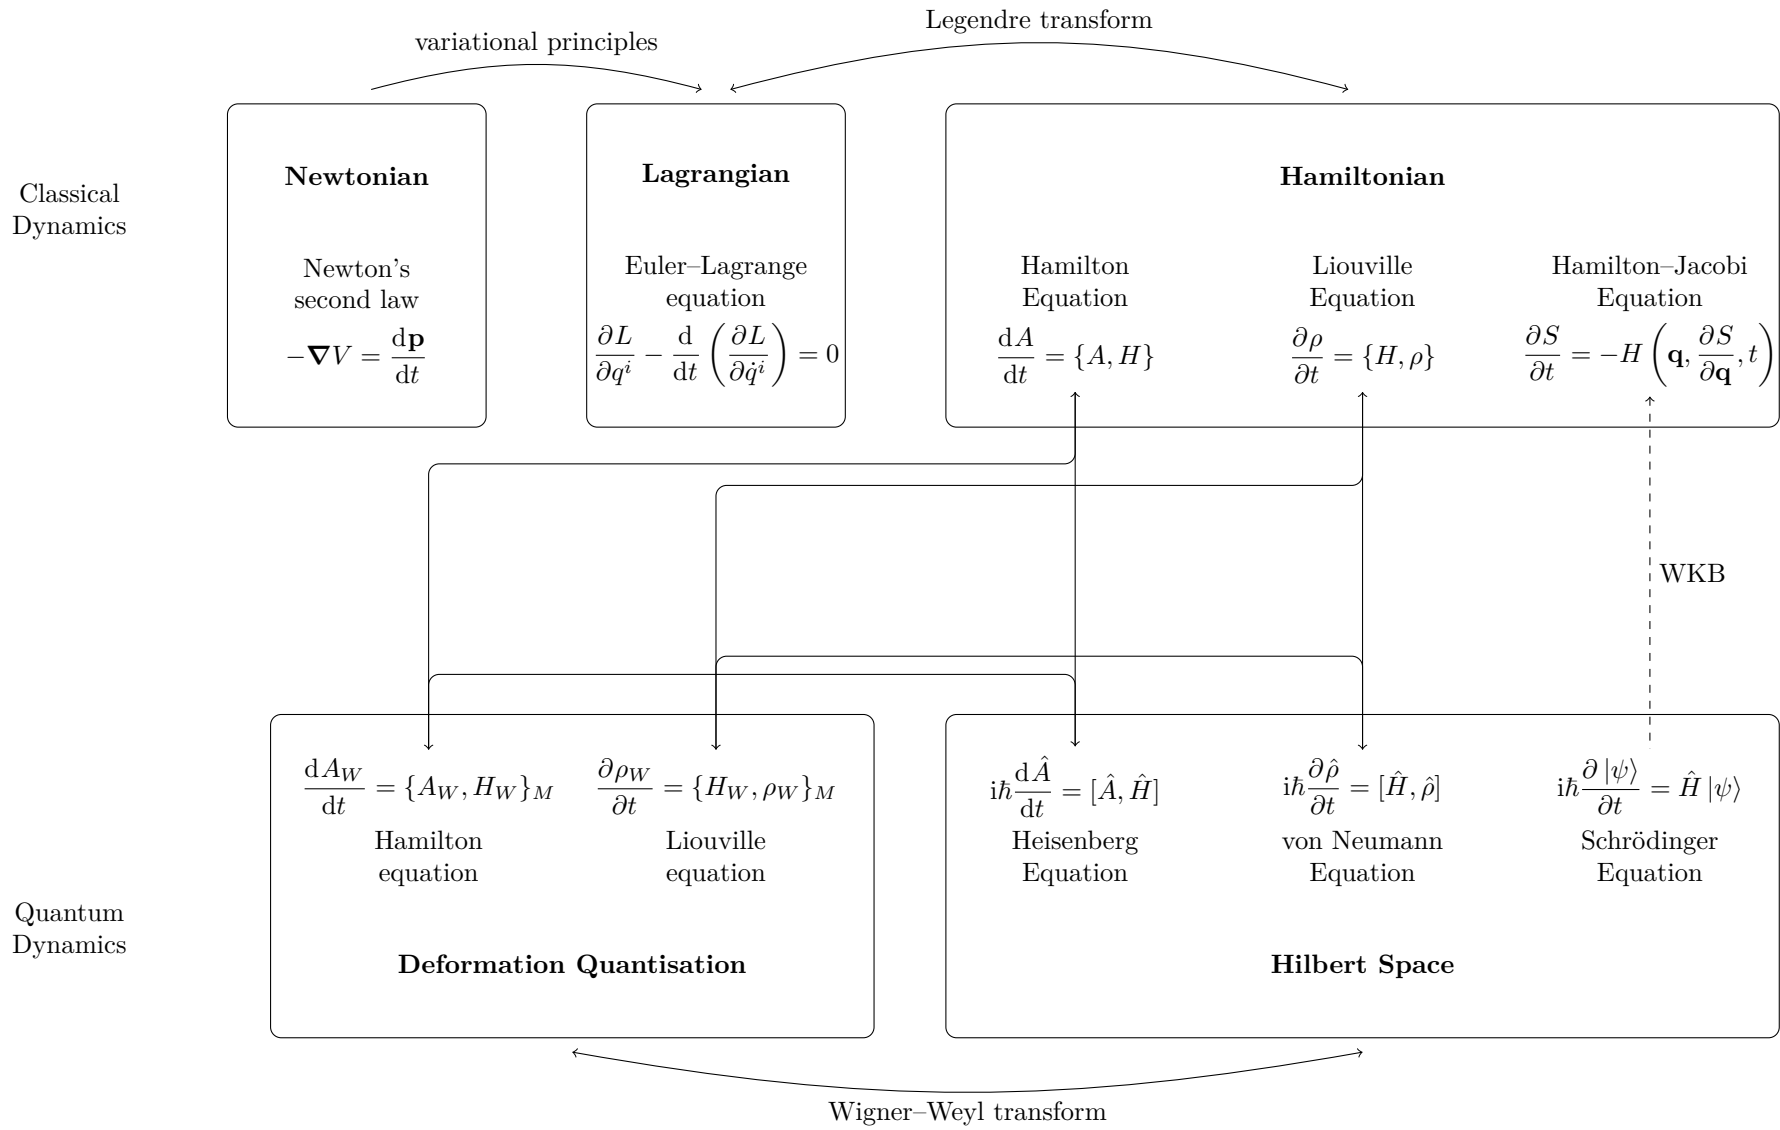 Legendre transform
variational principles
Classical
Dynamics
Newtonian
Newton's
second law
−∇V = dp/dt
Lagrangian
Euler–Lagrange
equation
∂L/∂qⁱ − d/dt (∂L/∂q̇ⁱ) = 0
Hamiltonian
Hamilton
Equation
dA/dt = {A, H}
Liouville
Equation
∂ρ/∂t = {H, ρ}
Hamilton–Jacobi
Equation
∂S/∂t = −H (q, ∂S/∂q, t)
WKB
Quantum
Dynamics
dA_W/dt = {A_W, H_W}_M
Hamilton
equation
∂ρ_W/∂t = {H_W, ρ_W}_M
Liouville
equation
Deformation Quantisation
iħ dÂ/dt = [Â, Ĥ]
Heisenberg
Equation
iħ ∂ρ̂/∂t = [Ĥ, ρ̂]
von Neumann
Equation
iħ ∂|ψ⟩/∂t = Ĥ |ψ⟩
Schrödinger
Equation
Hilbert Space
Wigner–Weyl transform